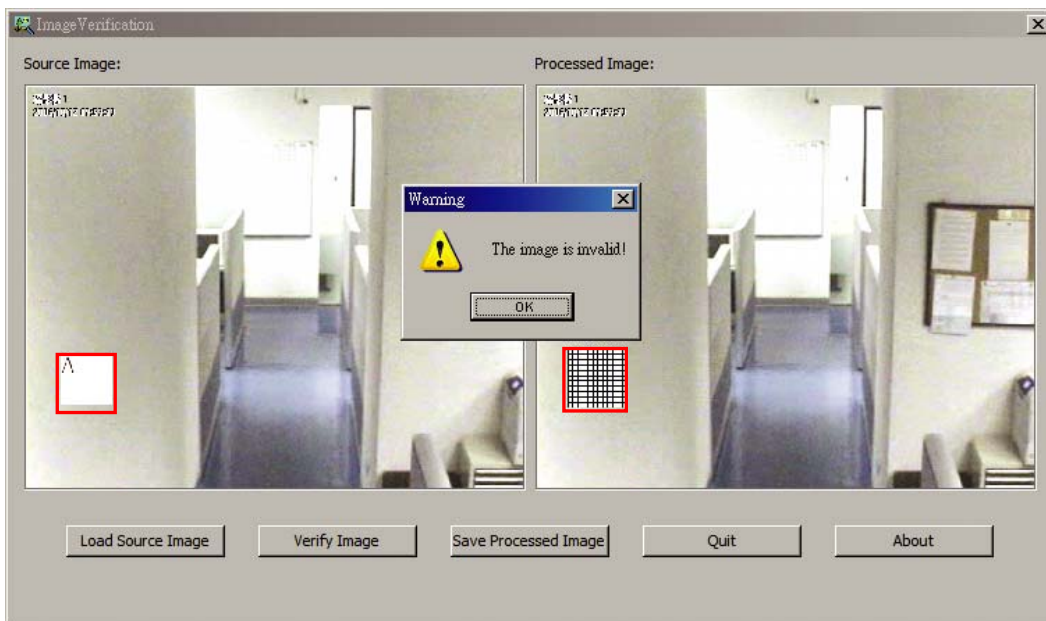 ImageVerification
Source Image:
Processed Image:
Warning
The image is invalid!
OK
Load Source Image
Verify Image
Save Processed Image
Quit
About